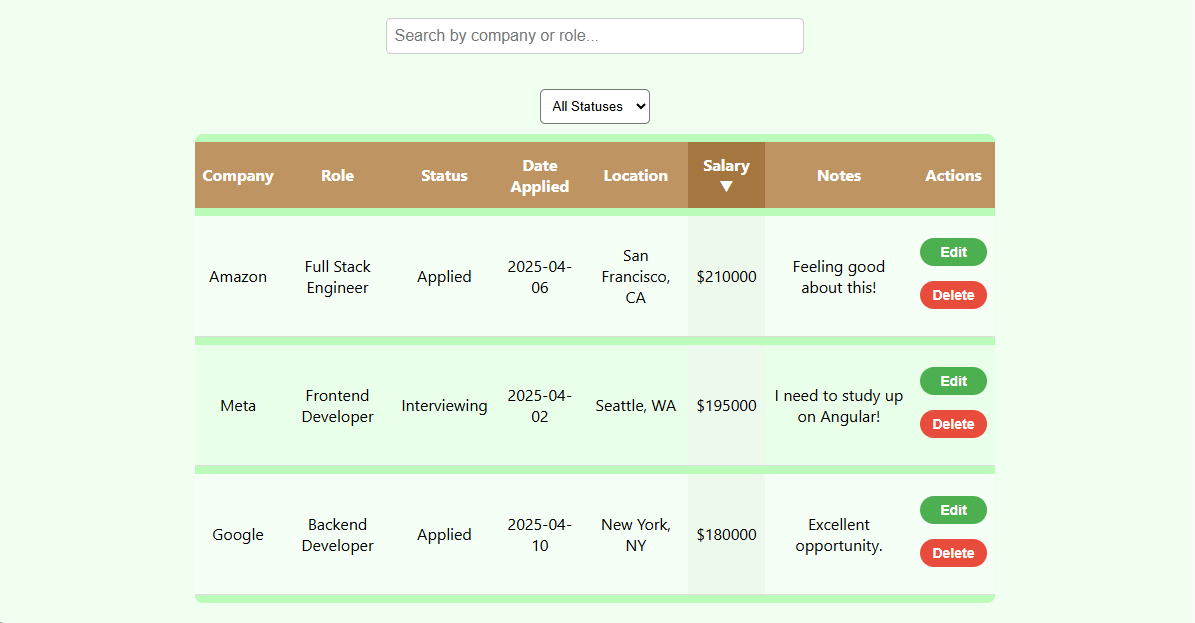 Search by company or role...
All Statuses
Company Role Status Date Applied Location Salary ▼ Notes Actions
Amazon Full Stack Engineer Applied 2025-04-06 San Francisco, CA $210000 Feeling good about this! Edit Delete
Meta Frontend Developer Interviewing 2025-04-02 Seattle, WA $195000 I need to study up on Angular! Edit Delete
Google Backend Developer Applied 2025-04-10 New York, NY $180000 Excellent opportunity. Edit Delete